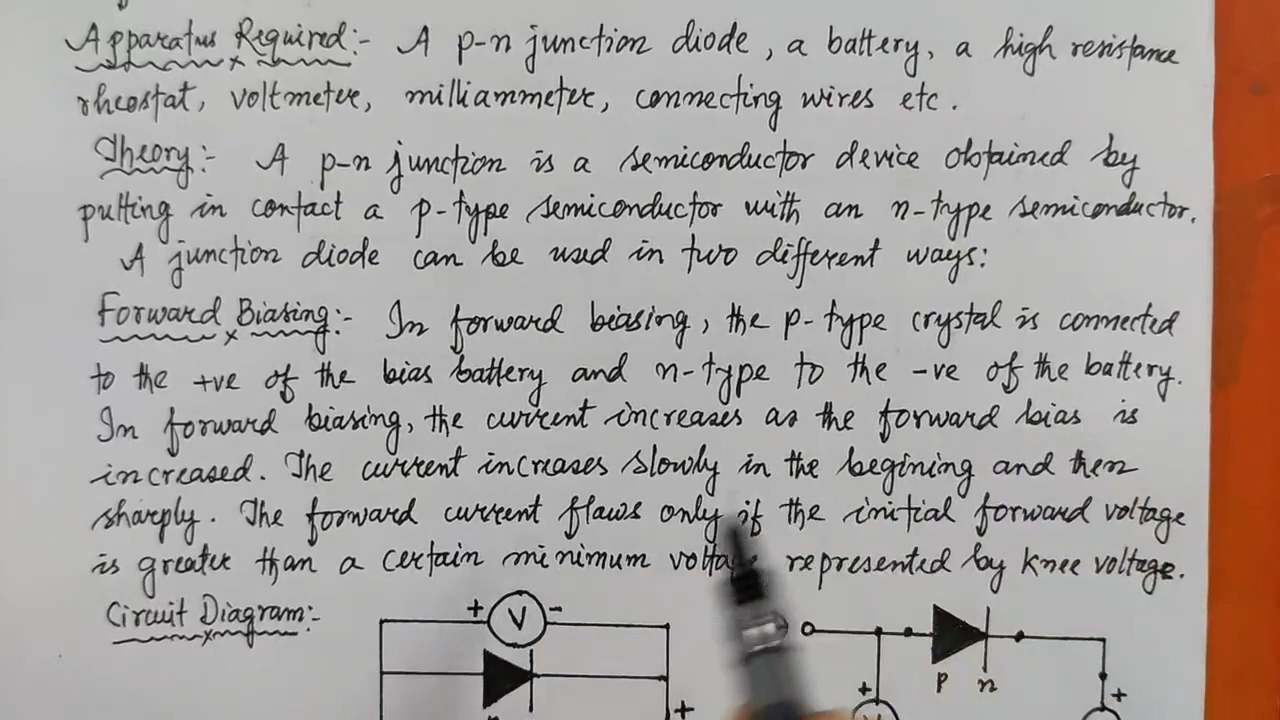 Apparatus Required:- A p-n junction diode, a battery, a high resistance
rheostat, voltmeter, milliammeter, connecting wires etc.
Theory:- A p-n junction is a semiconductor device obtained by
putting in contact a p-type semiconductor with an n-type semiconductor.
A junction diode can be used in two different ways:
Forward Biasing:- In forward biasing, the p-type crystal is connected
to the +ve of the bias battery and n-type to the -ve of the battery.
In forward biasing, the current increases as the forward bias is
increased. The current increases slowly in the begining and then
sharply. The forward current flaws only if the initial forward voltage
is greater than a certain minimum represented by Knee voltage.
Circuit Diagram:-
+ V -
p n
+
+ +